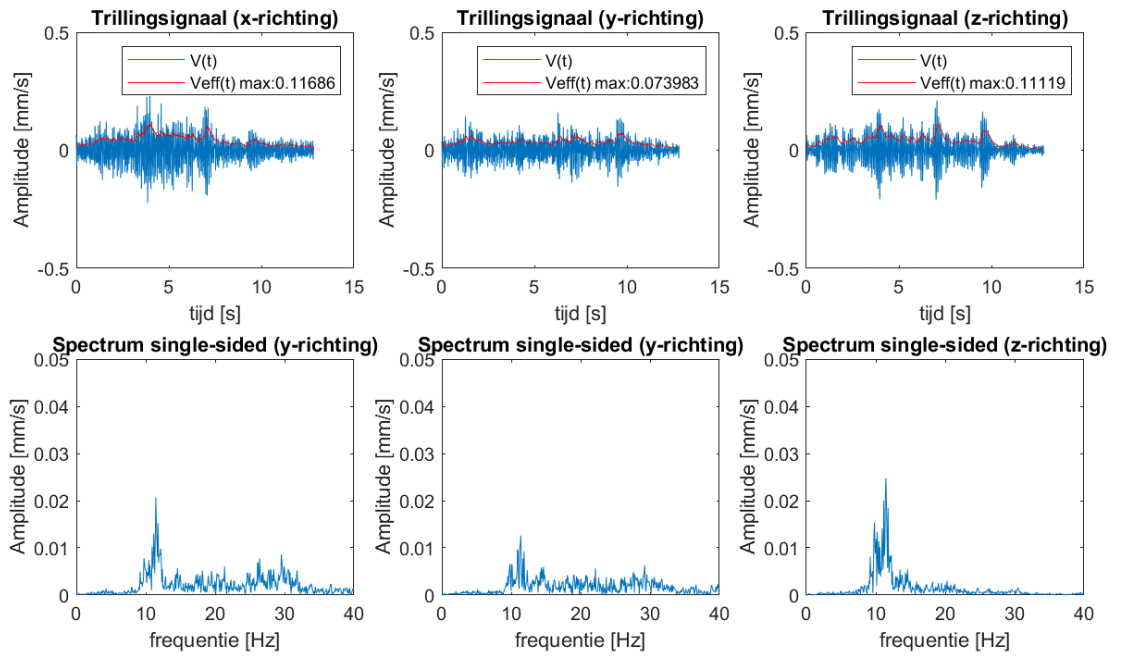 Trillingsignaal (x-richting)
0.5
0
-0.5
Amplitude [mm/s]
V(t)
Veff(t) max:0.11686
0 5 10 15
tijd [s]
Trillingsignaal (y-richting)
0.5
0
-0.5
Amplitude [mm/s]
V(t)
Veff(t) max:0.073983
0 5 10 15
tijd [s]
Trillingsignaal (z-richting)
0.5
0
-0.5
Amplitude [mm/s]
V(t)
Veff(t) max:0.11119
0 5 10 15
tijd [s]
Spectrum single-sided (y-richting)
0.05
0.04
0.03
0.02
0.01
0
Amplitude [mm/s]
0 10 20 30 40
frequentie [Hz]
Spectrum single-sided (y-richting)
0.05
0.04
0.03
0.02
0.01
0
Amplitude [mm/s]
0 10 20 30 40
frequentie [Hz]
Spectrum single-sided (z-richting)
0.05
0.04
0.03
0.02
0.01
0
Amplitude [mm/s]
0 10 20 30 40
frequentie [Hz]